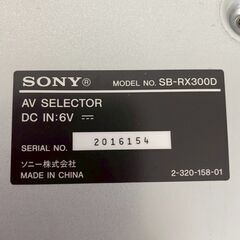 SONY® MODEL NO. SB-RX300D
AV SELECTOR
DC IN:6V ⎓
SERIAL NO. 2016154
ソニー株式会社
MADE IN CHINA 2-320-158-01